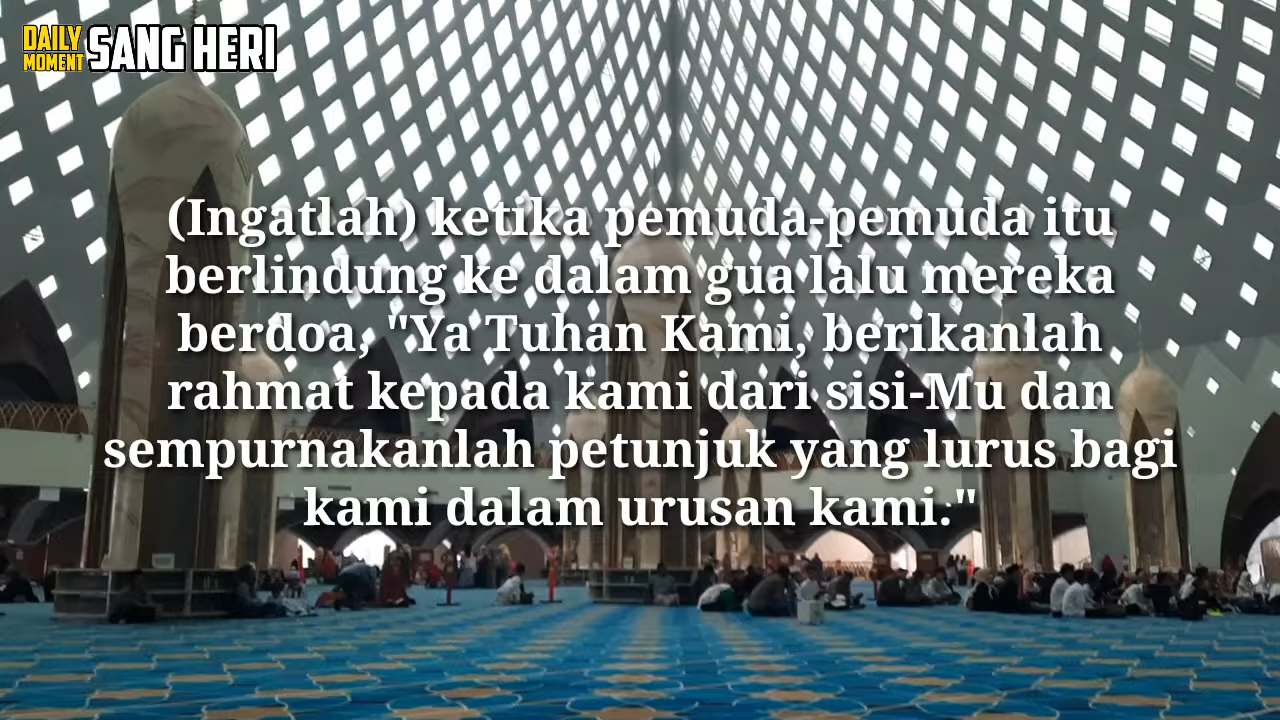 DAILY
MOMENT SANG HERI
(Ingatlah) ketika pemuda-pemuda itu
berlindung ke dalam gua lalu mereka
berdoa, "Ya Tuhan Kami, berikanlah
rahmat kepada kami dari sisi-Mu dan
sempurnakanlah petunjuk yang lurus bagi
kami dalam urusan kami."